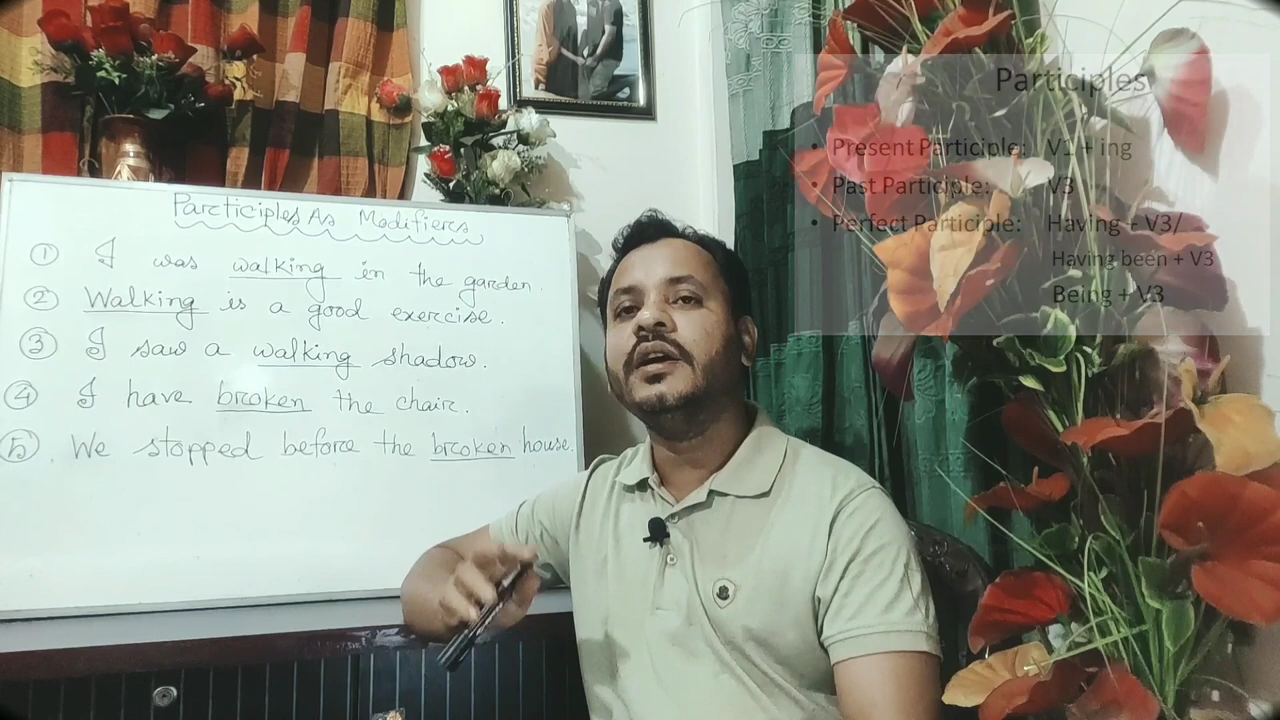 Participles As Modifiers
① I was walking in the garden.
② Walking is a good exercise.
③ I saw a walking shadow.
④ I have broken the chair.
⑤. We stopped before the broken house.
Participles
• Present Participle: V1 + ing
• Past Participle: V3
• Perfect Participle: Having + V3/
Having been + V3
Being + V3